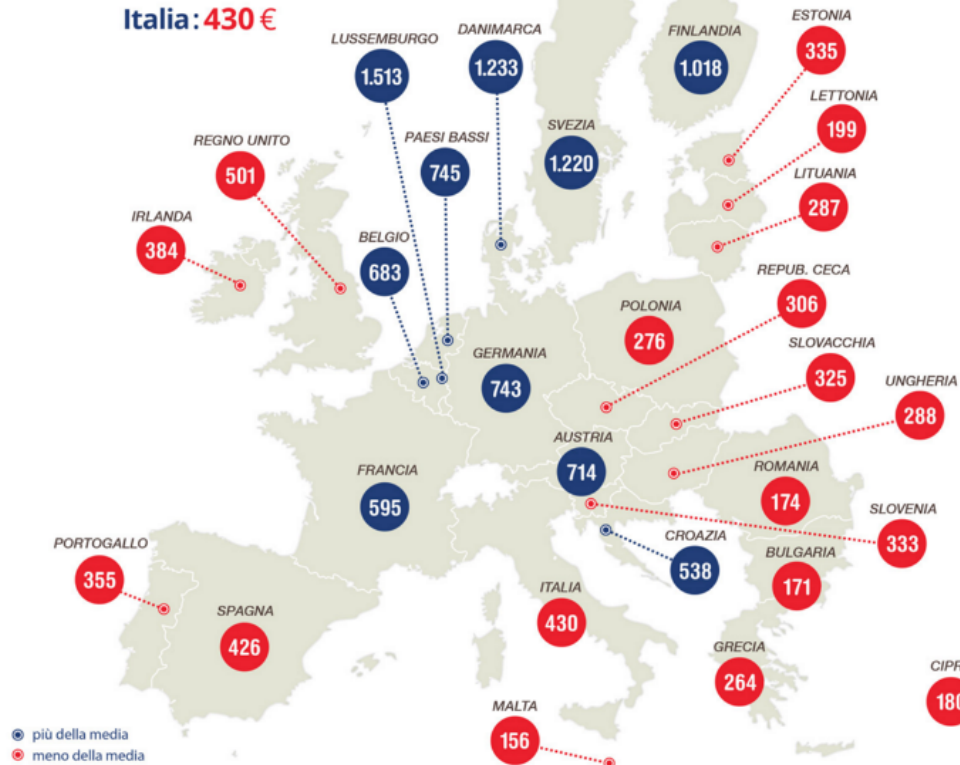 Italia: 430 €
LUSSEMBURGO
1.513
DANIMARCA
1.233
FINLANDIA
1.018
ESTONIA
335
LETTONIA
199
REGNO UNITO
501
PAESI BASSI
745
SVEZIA
1.220
LITUANIA
287
IRLANDA
384
BELGIO
683
REPUB. CECA
306
POLONIA
276
SLOVACCHIA
325
GERMANIA
743
UNGHERIA
288
AUSTRIA
714
FRANCIA
595
ROMANIA
174
SLOVENIA
333
CROAZIA
538
BULGARIA
171
PORTOGALLO
355
SPAGNA
426
ITALIA
430
GRECIA
264
CIPR
180
MALTA
156
più della media
meno della media